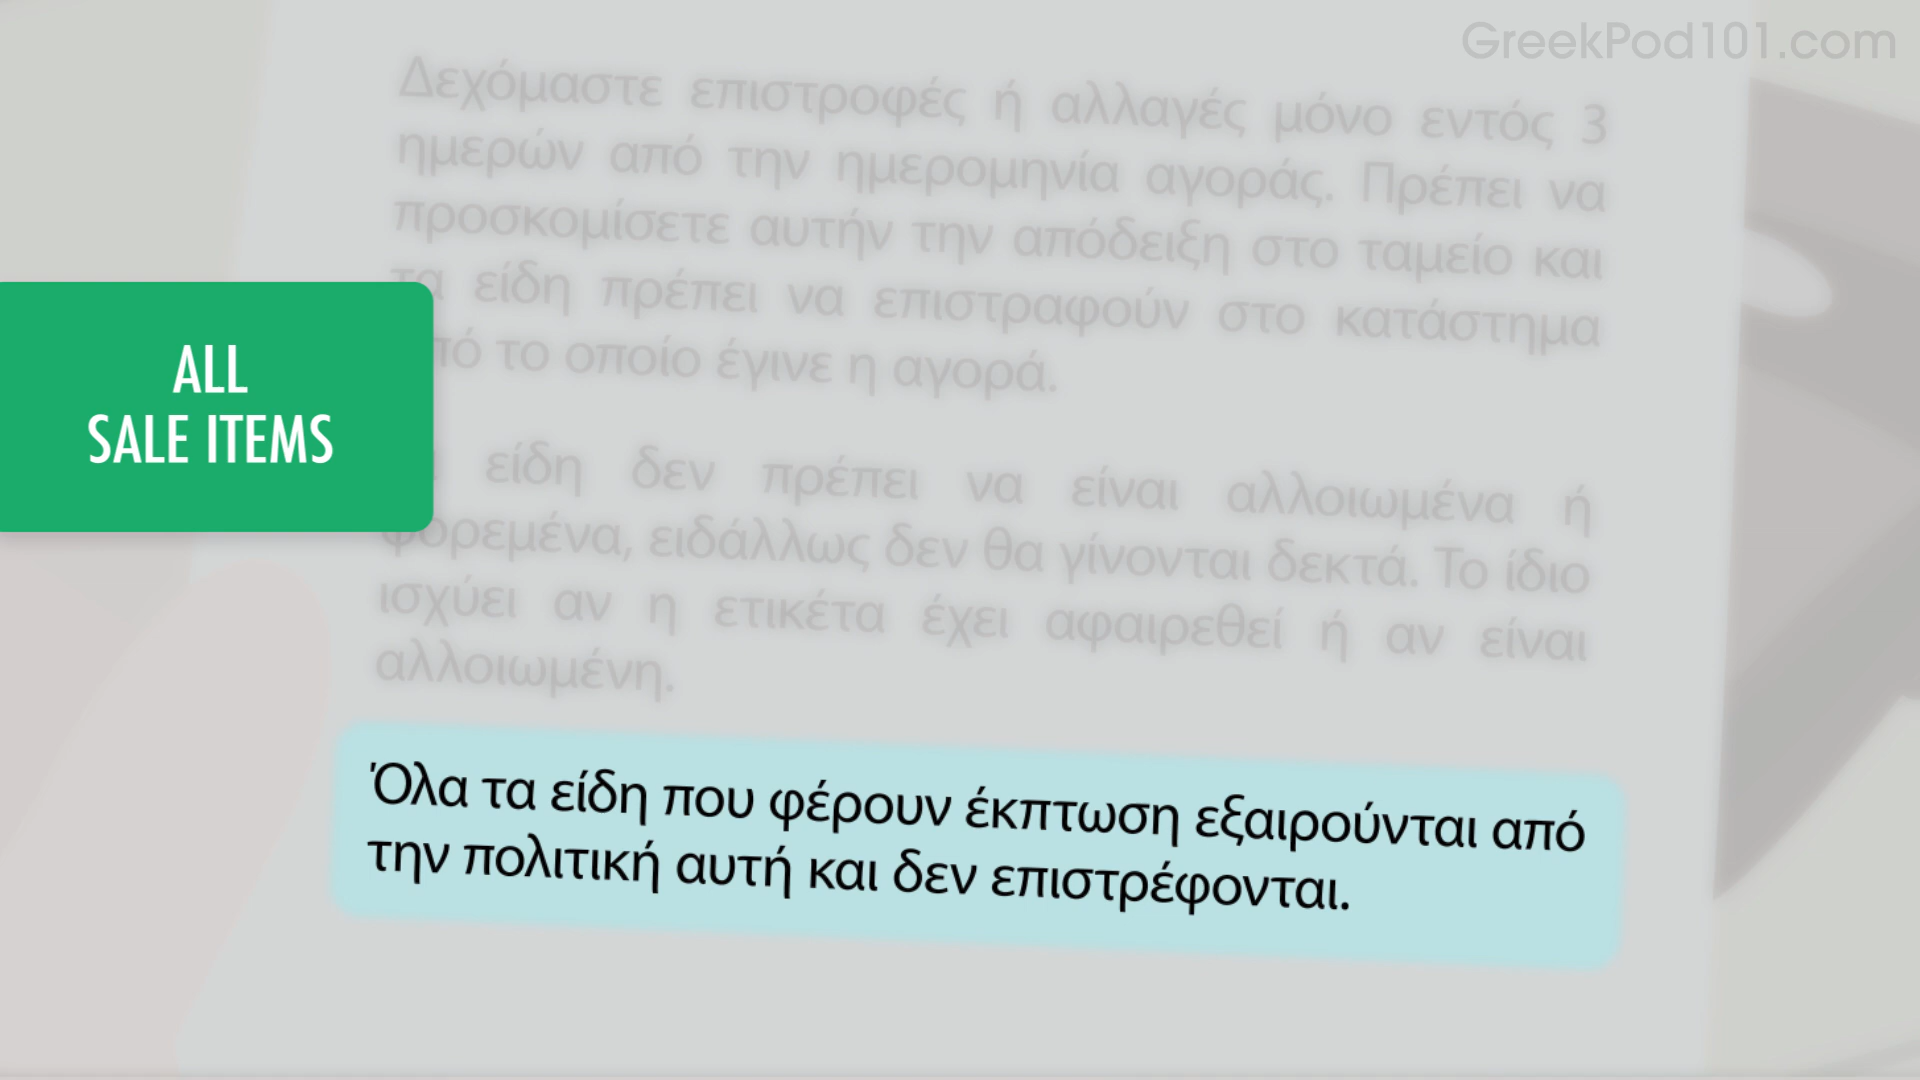 GreekPod101.com
Δεχόμαστε επιστροφές ή αλλαγές μόνο εντός 3
ημερών από την ημερομηνία αγοράς. Πρέπει να
προσκομίσετε αυτήν την απόδειξη στο ταμείο και
τα είδη πρέπει να επιστραφούν στο κατάστημα
το οποίο έγινε η αγορά.
ALL
SALE ITEMS
είδη δεν πρέπει να είναι αλλοιωμένα ή
φορεμένα, ειδάλλως δεν θα γίνονται δεκτά. Το ίδιο
ισχύει αν η ετικέτα έχει αφαιρεθεί ή αν είναι
αλλοιωμένη.
Όλα τα είδη που φέρουν έκπτωση εξαιρούνται από
την πολιτική αυτή και δεν επιστρέφονται.